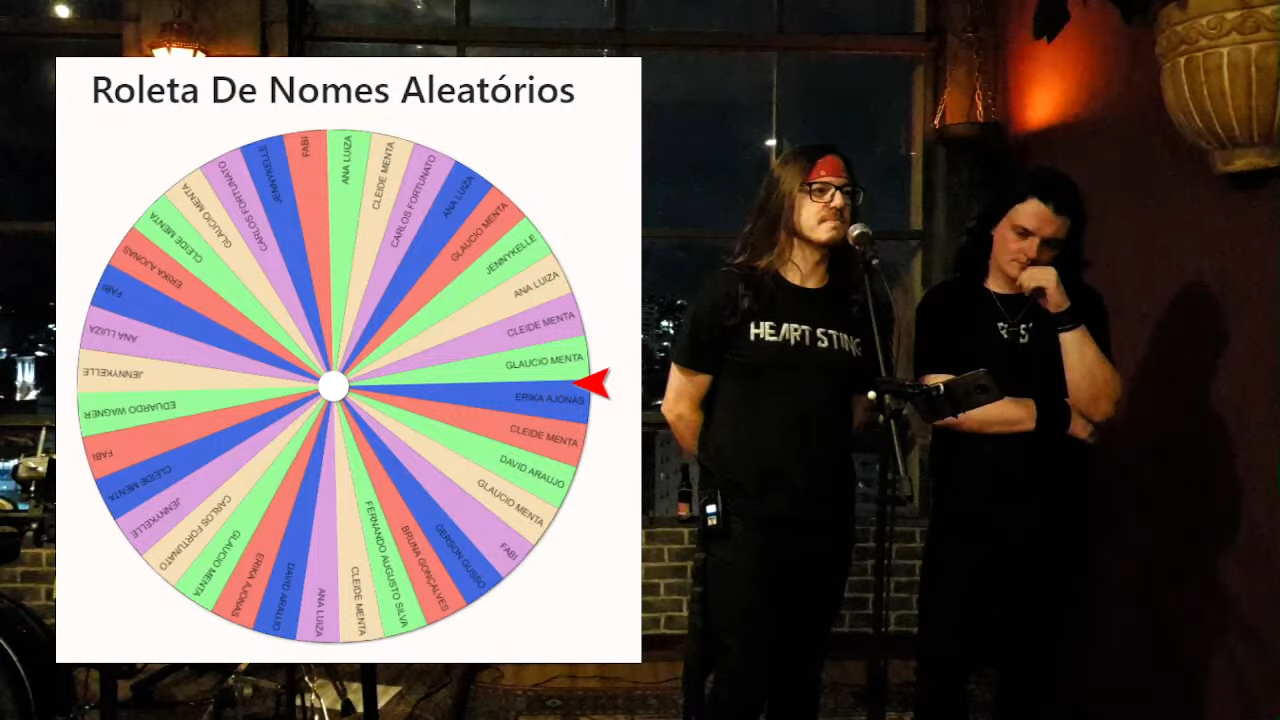 Roleta De Nomes Aleatórios
ANA LUIZA
CLEIDE MENTA
CARLOS FORTUNATO
ANA LUIZA
GLAUCIO MENTA
JENNYKELLE
ANA LUIZA
CLEIDE MENTA
GLAUCIO MENTA
ERIKA AJONAS
CLEIDE MENTA
DAVID ARAUJO
GLAUCIO MENTA
FABI
GERSON GUSSO
BRUNA GONÇALVES
FERNANDO AUGUSTO SILVA
CLEIDE MENTA
ANA LUIZA
DAVID ARAUJO
ERIKA AJONAS
GLAUCIO MENTA
CARLOS FORTUNATO
JENNYKELLE
CLEIDE MENTA
FABI
EDUARDO WAGNER
JENNYKELLE
ANA LUIZA
FABI
ERIKA AJONAS
CLEIDE MENTA
GLAUCIO MENTA
CARLOS FORTUNATO
JENNYKELLE
FABI
HEART STING